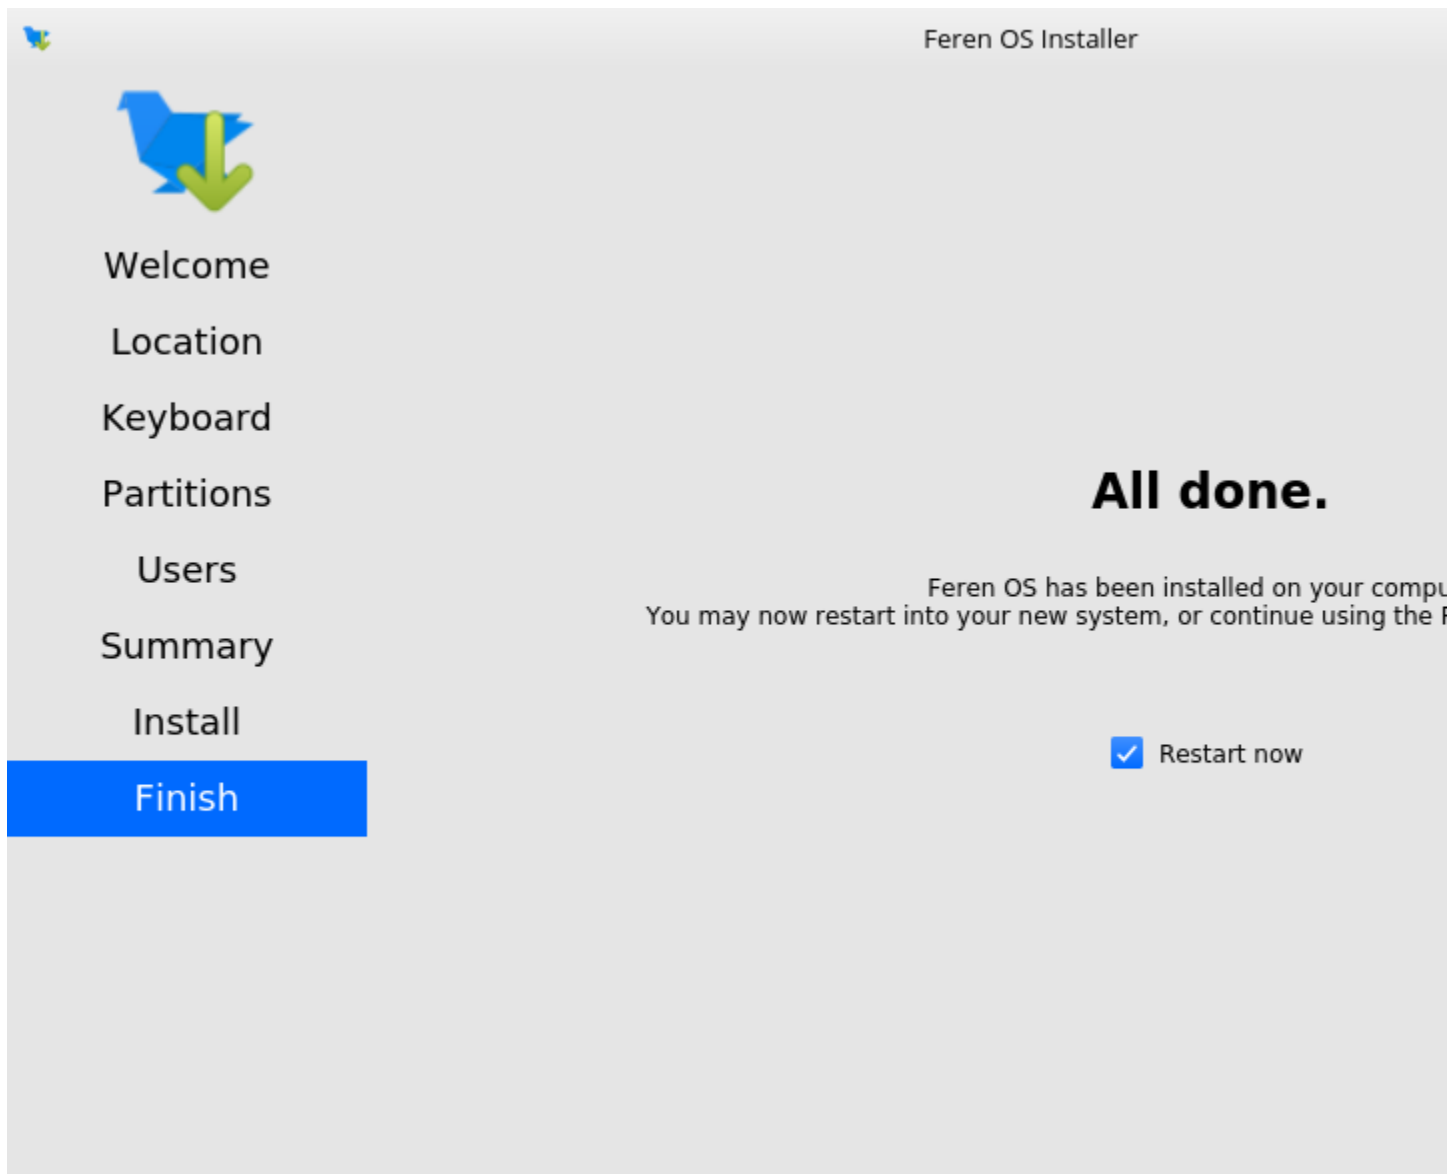 Feren OS Installer
Welcome
Location
Keyboard
Partitions
Users
Summary
Install
Finish
All done.
Feren OS has been installed on your
You may now restart into your new system, or continue using the
Restart now